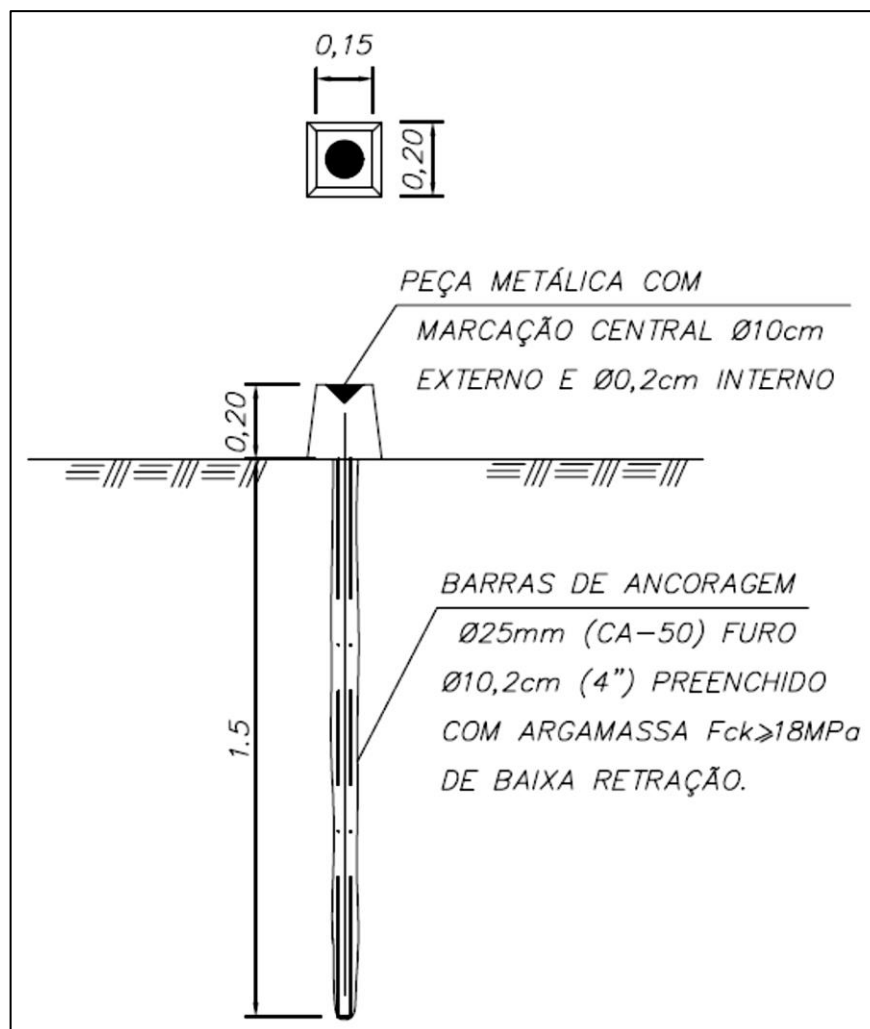 0,15
0,20
PEÇA METÁLICA COM
MARCAÇÃO CENTRAL Ø10cm
EXTERNO E Ø0,2cm INTERNO
0,20
BARRAS DE ANCORAGEM
Ø25mm (CA-50) FURO
Ø10,2cm (4") PREENCHIDO
COM ARGAMASSA Fck⩾18MPa
DE BAIXA RETRAÇÃO.
1.5